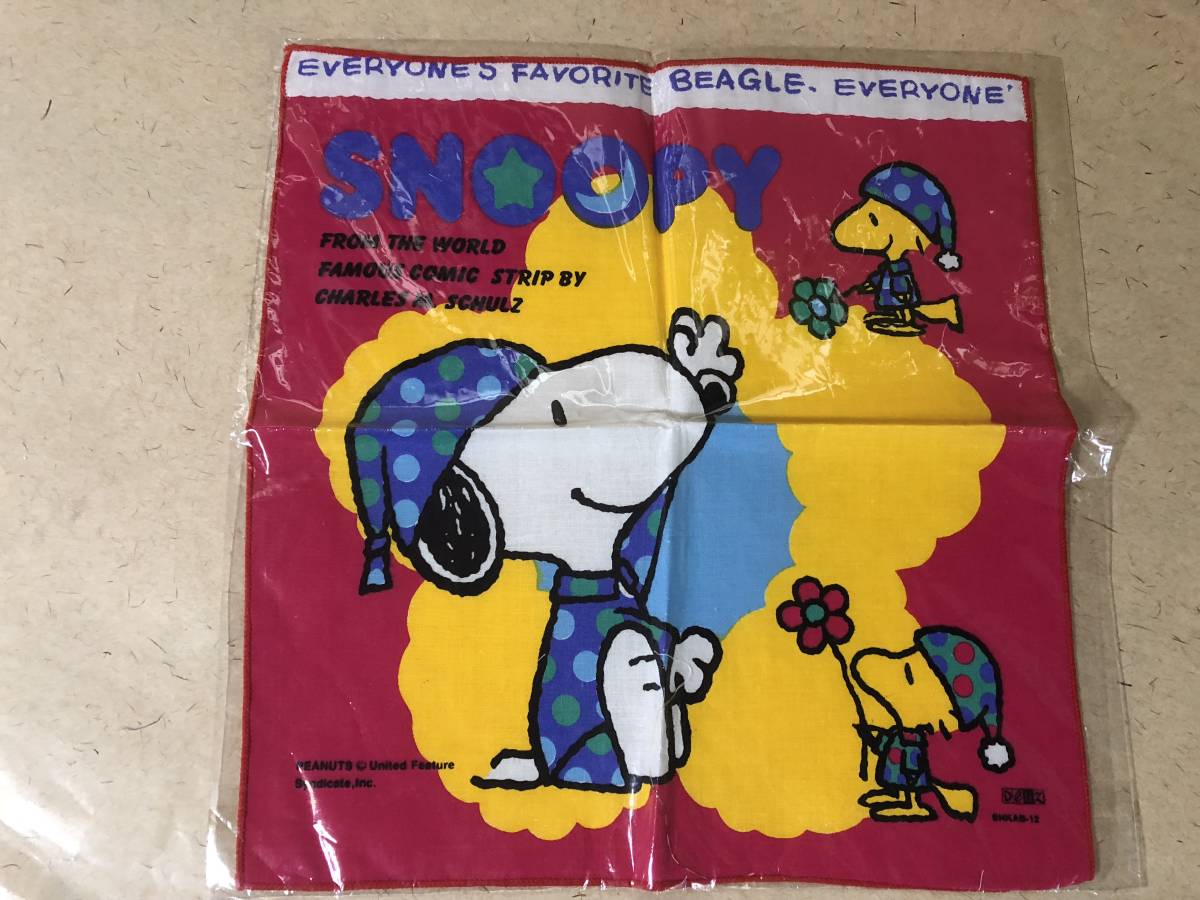 EVERYONE'S FAVORITE BEAGLE. EVERYONE'
SNOOPY
FROM THE WORLD
FAMOUS COMIC STRIP BY
CHARLES M. SCHULZ
PEANUTS © United Feature
Syndicate,Inc.